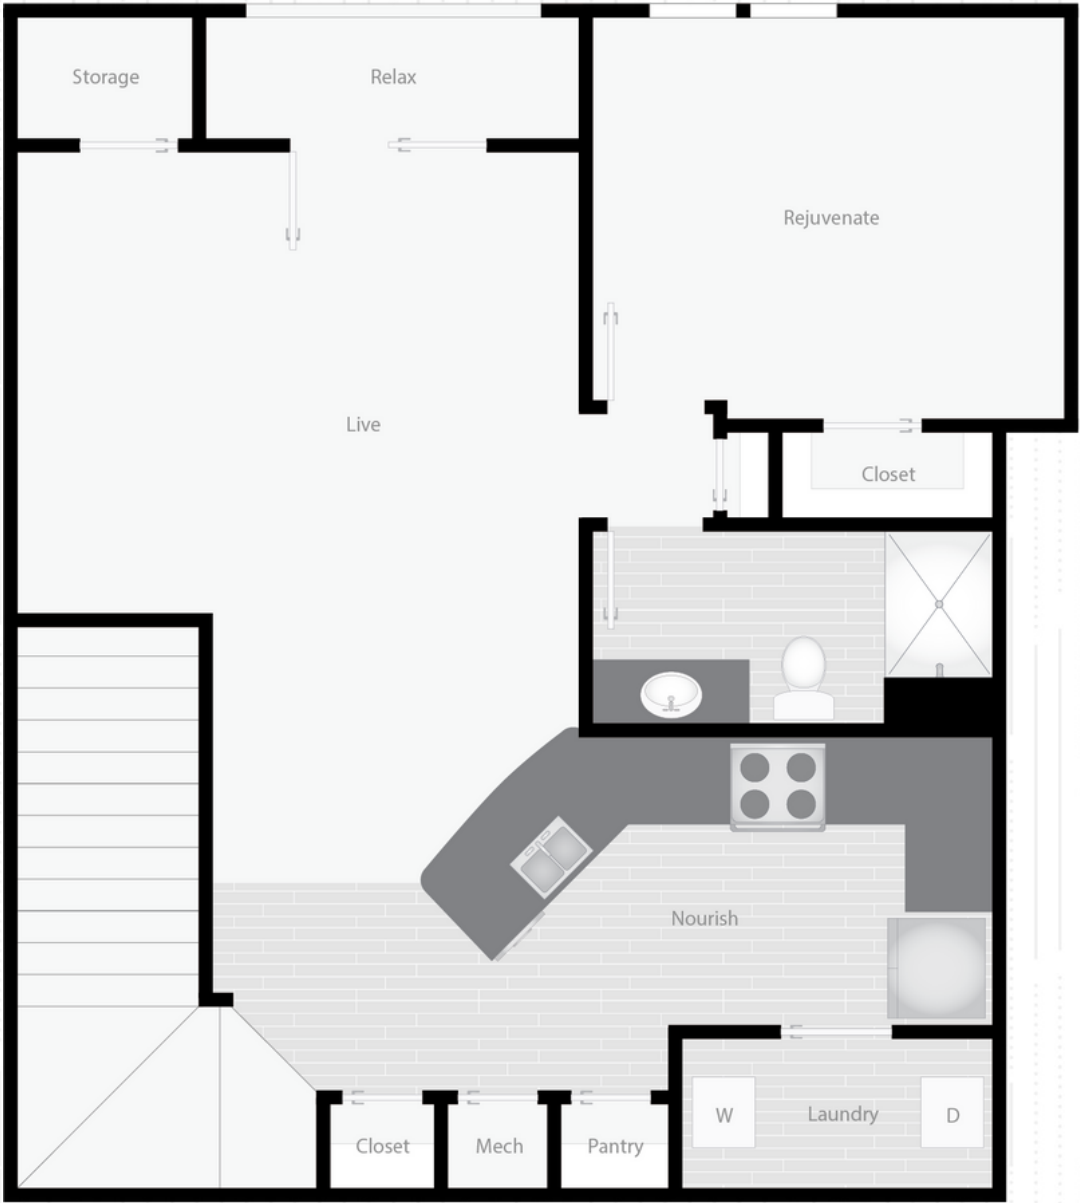 Storage
Relax
Rejuvenate
Live
Closet
Nourish
W
Laundry
D
Closet
Mech
Pantry